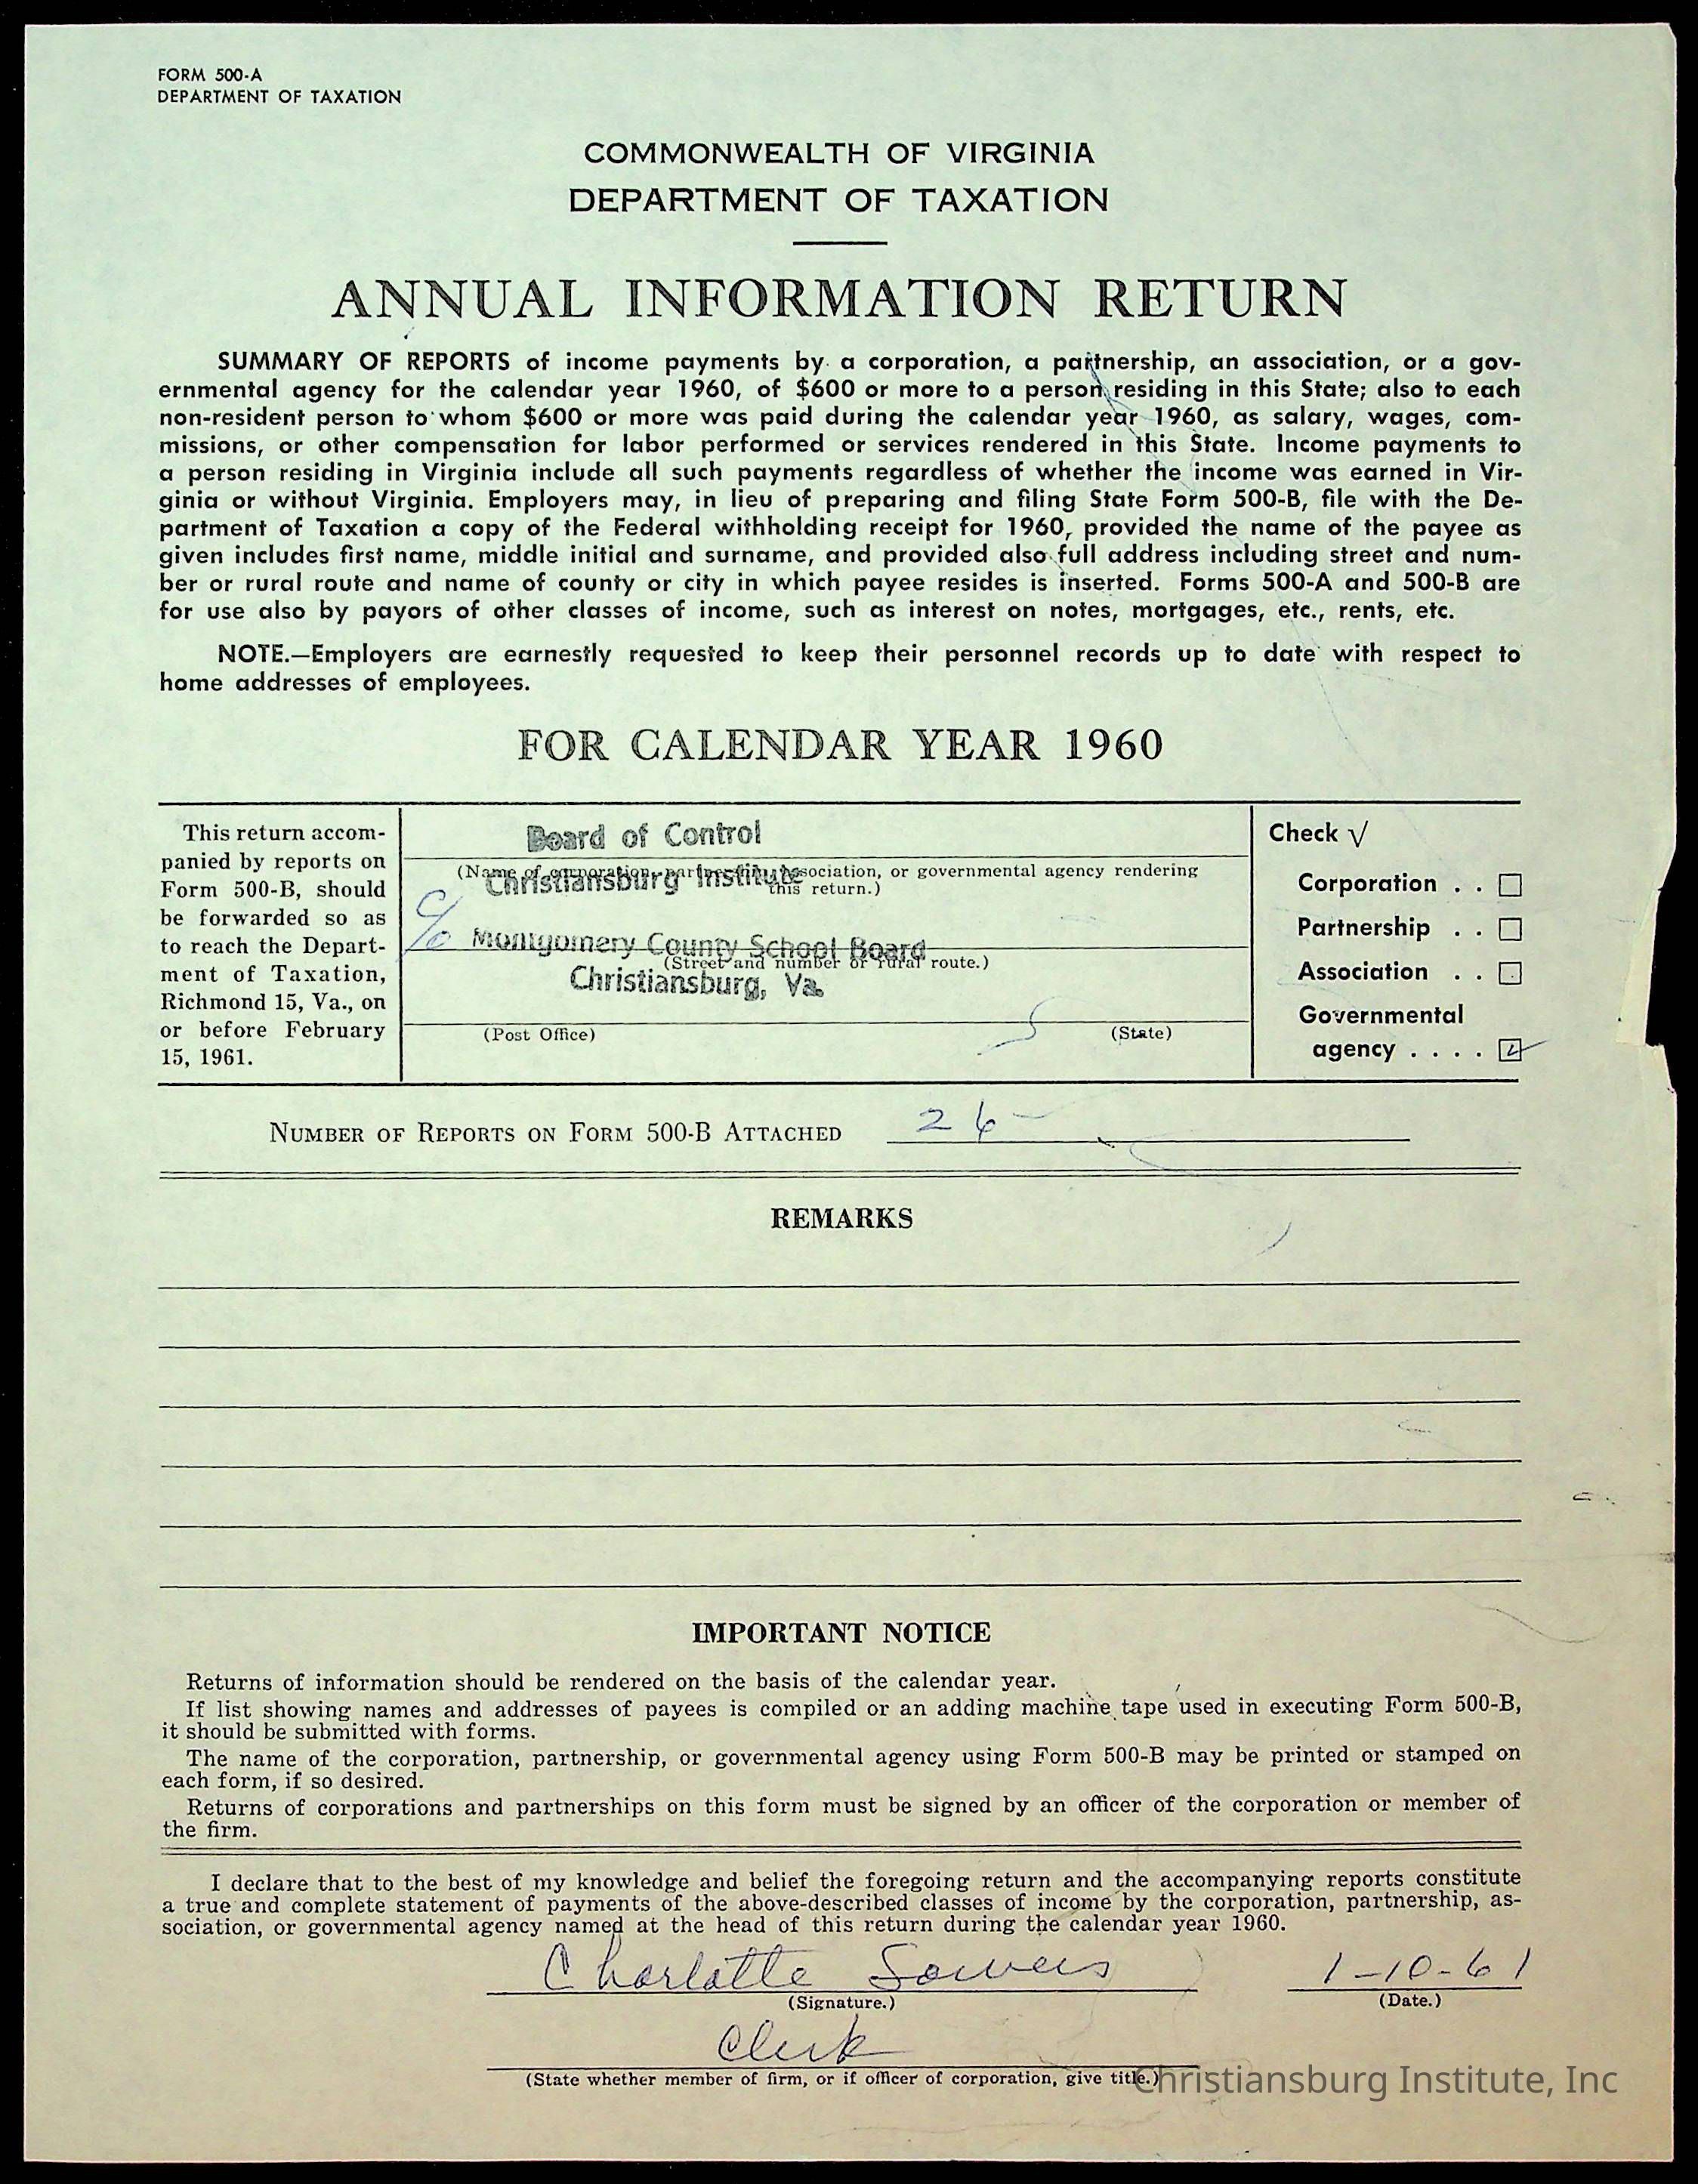 FORM 500-A
DEPARTMENT OF TAXATION
COMMONWEALTH OF VIRGINIA
DEPARTMENT OF TAXATION
ANNUAL INFORMATION RETURN
SUMMARY OF REPORTS of income payments by a corporation, a partnership, an association, or a gov-
ernmental agency for the calendar year 1960, of $600 or more to a person residing in this State; also to each
non-resident person to whom $600 or more was paid during the calendar year 1960, as salary, wages, com-
missions, or other compensation for labor performed or services rendered in this State. Income payments to
a person residing in Virginia include all such payments regardless of whether the income was earned in Vir-
ginia or without Virginia. Employers may, in lieu of preparing and filing State Form 500-B, file with the De-
partment of Taxation a copy of the Federal withholding receipt for 1960, provided the name of the payee as
given includes first name, middle initial and surname, and provided also full address including street and num-
ber or rural route and name of county or city in which payee resides is inserted. Forms 500-A and 500-B are
for use also by payors of other classes of income, such as interest on notes, mortgages, etc., rents, etc.
NOTE.—Employers are earnestly requested to keep their personnel records up to date with respect to
home addresses of employees.
FOR CALENDAR YEAR 1960
This return accom-
panied by reports on
Form 500-B, should
be forwarded so as
to reach the Depart-
ment of Taxation,
Richmond 15, Va., on
or before February
15, 1961.
Board of Control
(Name of corporation, partnership, association, or governmental agency rendering
Christiansburg Institute
this return.)
c/o Montgomery County School Board
(Street and number or rural route.)
Christiansburg, Va.
(Post Office) (State)
Check √
Corporation . . ☐
Partnership . . ☐
Association . . ☐
Governmental
agency . . . . ☑
NUMBER OF REPORTS ON FORM 500-B ATTACHED 26
REMARKS
IMPORTANT NOTICE
Returns of information should be rendered on the basis of the calendar year.
If list showing names and addresses of payees is compiled or an adding machine tape used in executing Form 500-B,
it should be submitted with forms.
The name of the corporation, partnership, or governmental agency using Form 500-B may be printed or stamped on
each form, if so desired.
Returns of corporations and partnerships on this form must be signed by an officer of the corporation or member of
the firm.
I declare that to the best of my knowledge and belief the foregoing return and the accompanying reports constitute
a true and complete statement of payments of the above-described classes of income by the corporation, partnership, as-
sociation, or governmental agency named at the head of this return during the calendar year 1960.
Charlotte Sowers 1-10-61
(Signature.) (Date.)
Clerk
(State whether member of firm, or if officer of corporation, give title.)
Christiansburg Institute, Inc